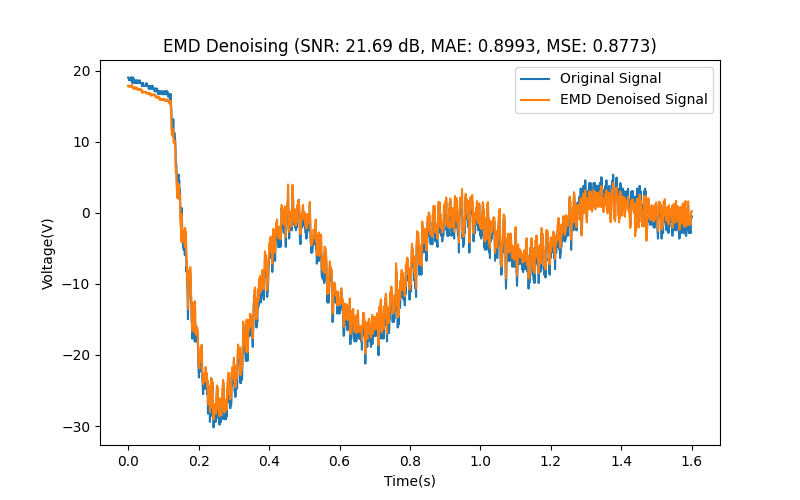 EMD Denoising (SNR: 21.69 dB, MAE: 0.8993, MSE: 0.8773)
Original Signal
EMD Denoised Signal
Voltage(V)
20
10
0
−10
−20
−30
0.0 0.2 0.4 0.6 0.8 1.0 1.2 1.4 1.6
Time(s)